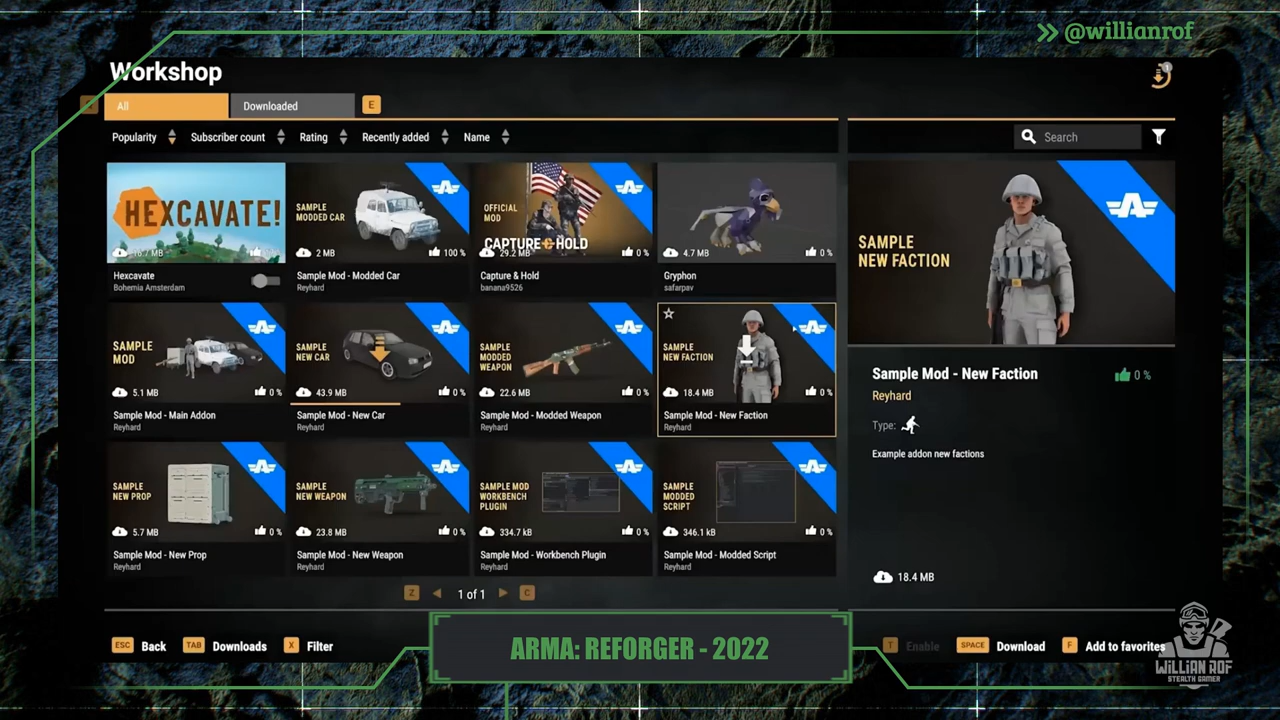 @willianrof
Workshop
1
All
Downloaded
E
Popularity
Subscriber count
Rating
Recently added
Name
Search
HEXCAVATE!
Hexcavate
Bohemia Amsterdam
SAMPLE
MODDED CAR
2 MB
100 %
Sample Mod - Modded Car
Reyhard
OFFICIAL
MOD
CAPTURE & HOLD
29.2 MB
0 %
Capture & Hold
banana9526
4.7 MB
0 %
Gryphon
safarpav
SAMPLE
NEW FACTION
SAMPLE
MOD
5.1 MB
0 %
Sample Mod - Main Addon
Reyhard
SAMPLE
NEW CAR
43.9 MB
0 %
Sample Mod - New Car
Reyhard
SAMPLE
MODDED
WEAPON
22.6 MB
0 %
Sample Mod - Modded Weapon
Reyhard
SAMPLE
NEW FACTION
18.4 MB
0 %
Sample Mod - New Faction
Reyhard
Sample Mod - New Faction
0 %
Reyhard
Type:
Example addon new factions
18.4 MB
SAMPLE
NEW PROP
5.7 MB
0 %
Sample Mod - New Prop
Reyhard
SAMPLE
NEW WEAPON
23.8 MB
0 %
Sample Mod - New Weapon
Reyhard
SAMPLE MOD
WORKBENCH
PLUGIN
334.7 kB
0 %
Sample Mod - Workbench Plugin
Reyhard
SAMPLE
MODDED
SCRIPT
346.1 kB
0 %
Sample Mod - Modded Script
Reyhard
Z
1 of 1
C
ESC Back
TAB Downloads
X Filter
ARMA: REFORGER - 2022
T Enable
SPACE Download
F Add to favorites
WILLIAN ROF
STEALTH GAMER